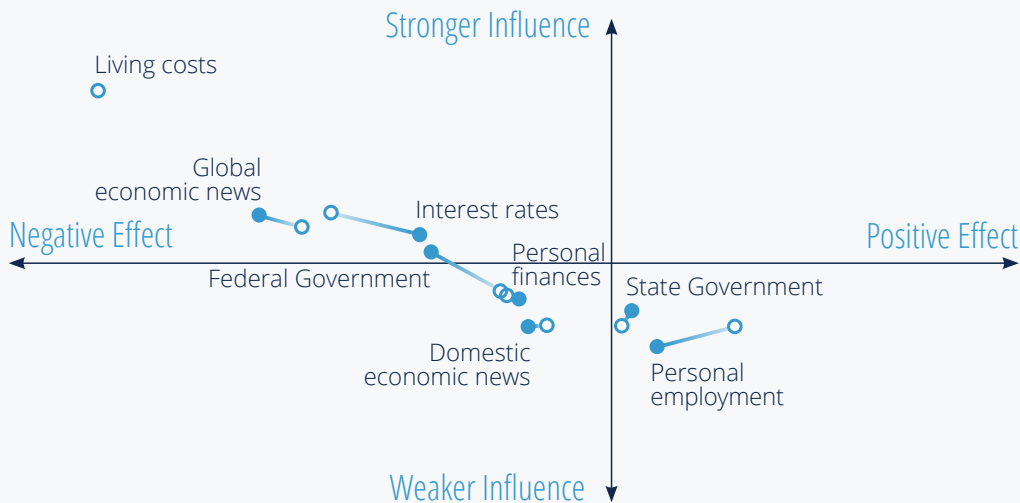 Stronger Influence
Living costs
Global
economic news
Interest rates
Negative Effect
Positive Effect
Personal
finances
Federal Government
State Government
Domestic
economic news
Personal
employment
Weaker Influence